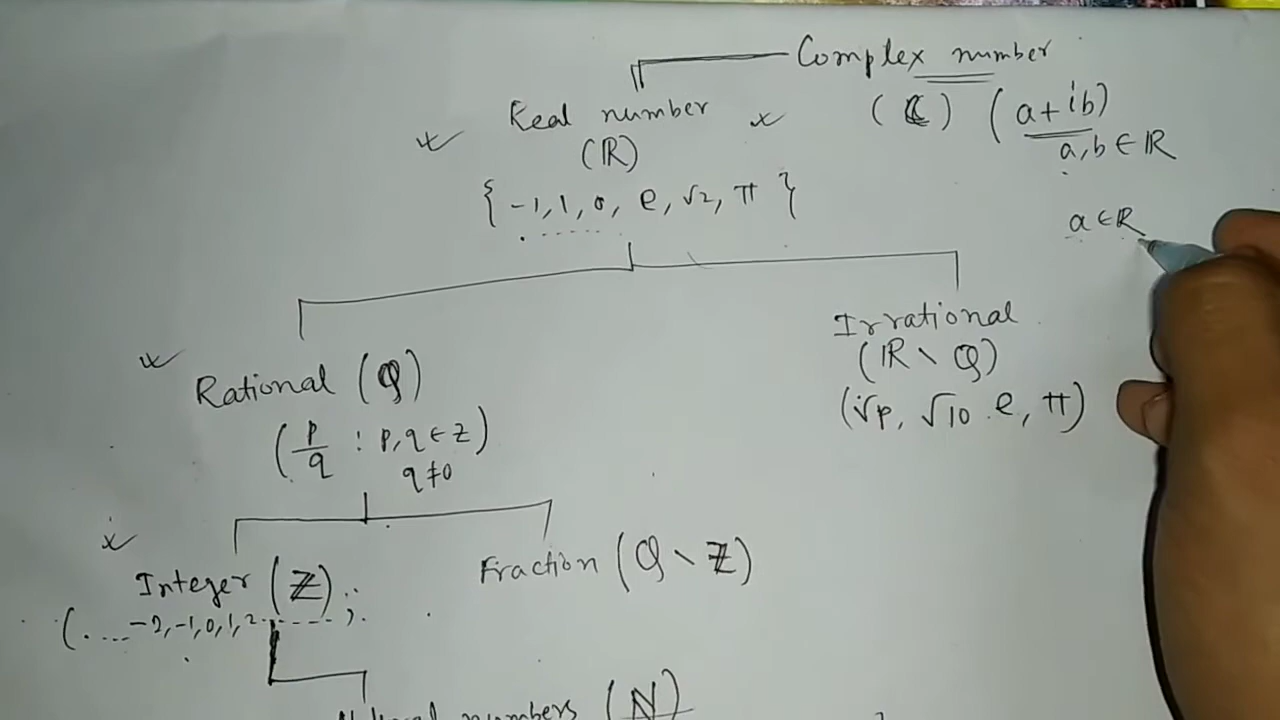 Complex number
(ℂ) (a+ib)
a,b ∈ ℝ
Real number
(ℝ)
{ -1, 1, 0, e, √2, π }
a ∈ ℝ
Irrational
(ℝ \ ℚ)
(√p, √10 e, π)
Rational (ℚ)
(p/q : p,q ∈ Z)
q≠0
Integer (ℤ)
(....-2,-1,0,1,2-----).
Fraction (ℚ \ ℤ)
Natural numbers (ℕ)